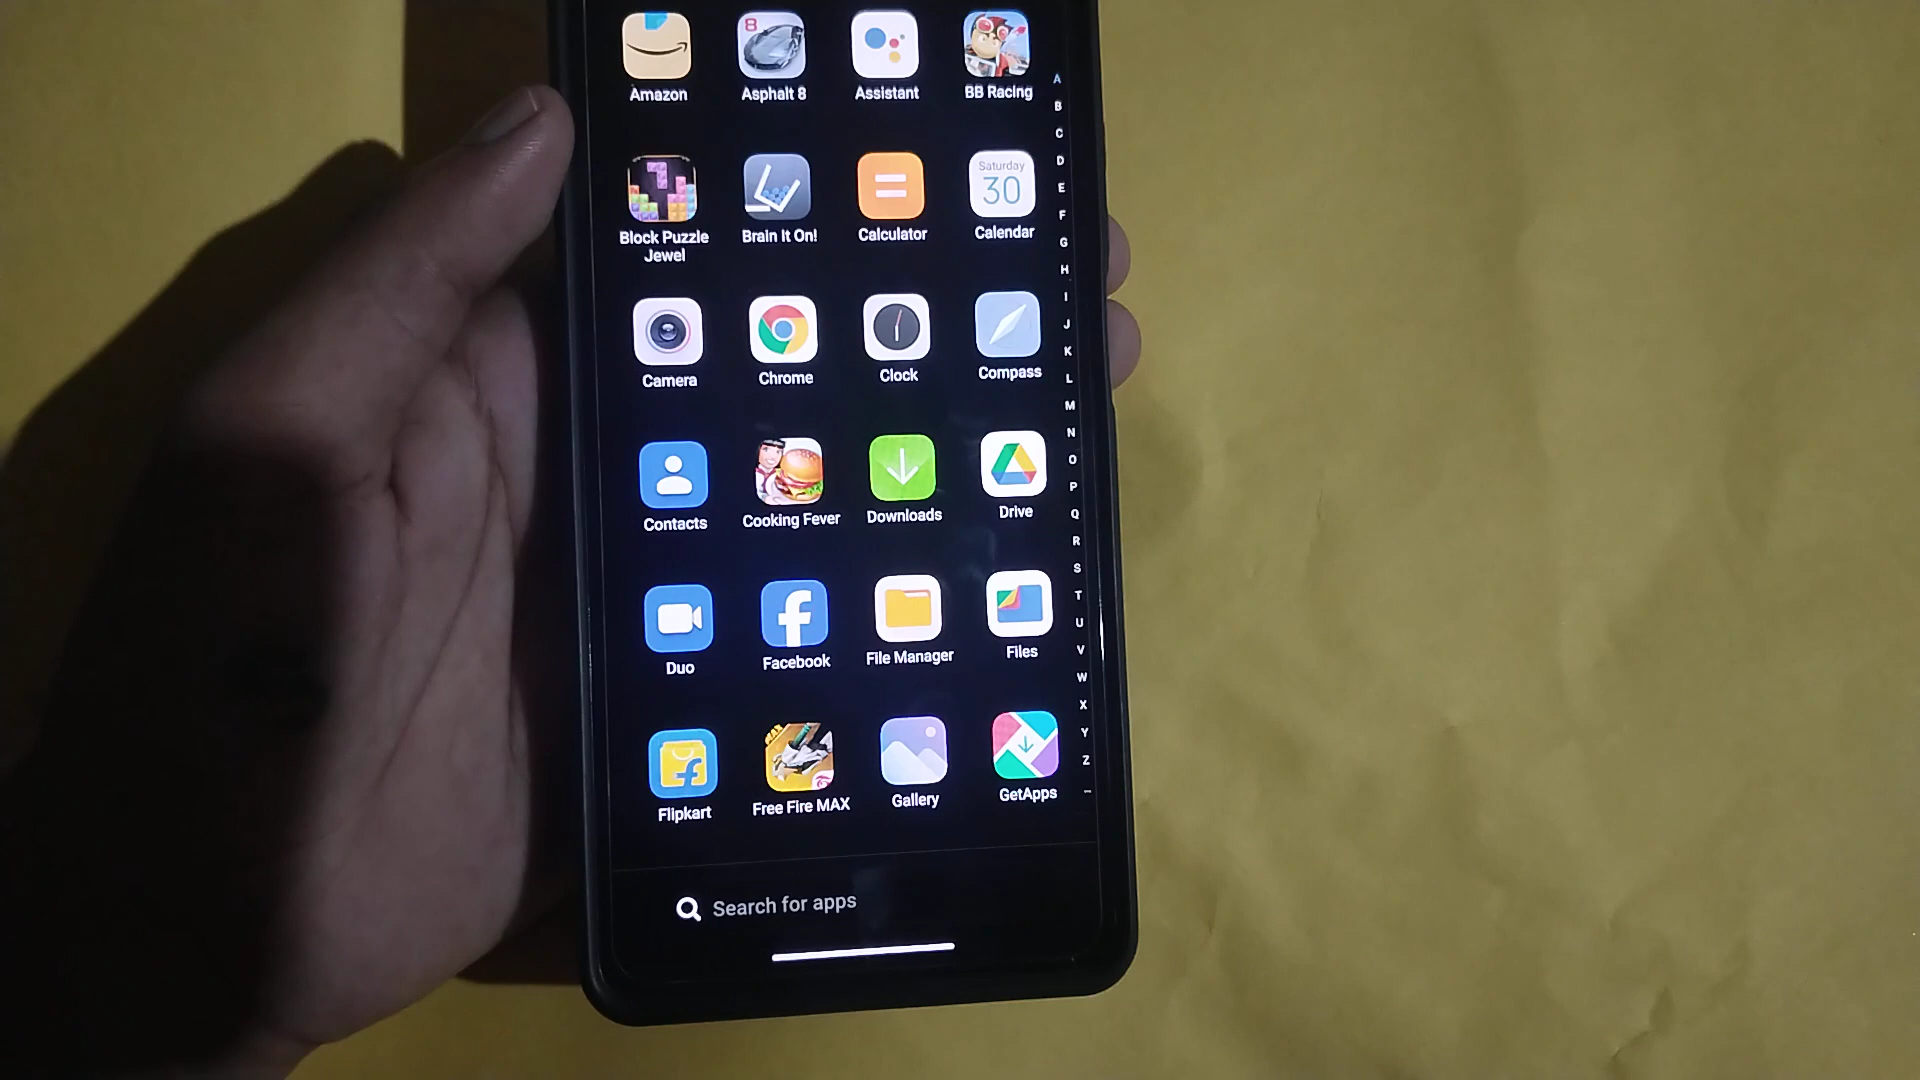 8
Amazon
Asphalt 8
Assistant
BB Racing
Block Puzzle
Jewel
Brain It On!
Calculator
Saturday
30
Calendar
Camera
Chrome
Clock
Compass
Contacts
Cooking Fever
Downloads
Drive
Duo
Facebook
File Manager
Files
MAX
Flipkart
Free Fire MAX
Gallery
GetApps
A
B
C
D
E
F
G
H
I
J
K
L
M
N
O
P
Q
R
S
T
U
V
W
X
Y
Z
Search for apps